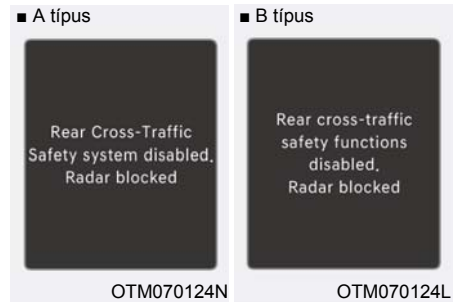 ■ A típus
Rear Cross-Traffic
Safety system disabled.
Radar blocked
OTM070124N
■ B típus
Rear cross-traffic
safety functions
disabled.
Radar blocked
OTM070124L